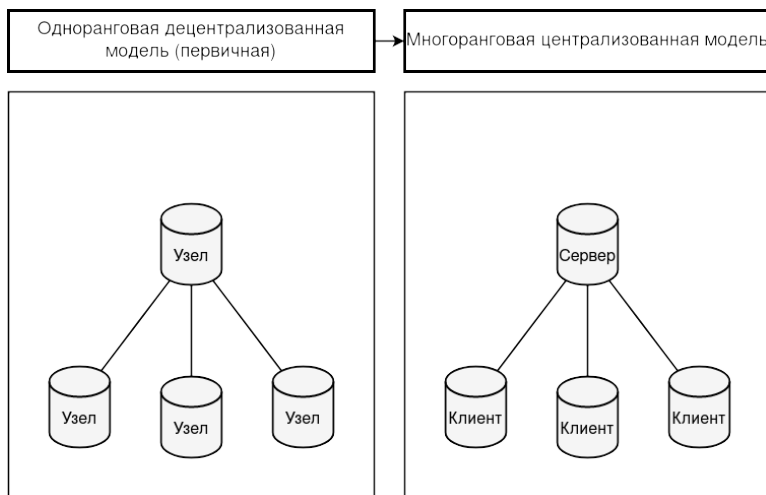 Одноранговая децентрализованная
модель (первичная)
Многоранговая централизованная модель
Узел
Узел
Узел
Узел
Сервер
Клиент
Клиент
Клиент